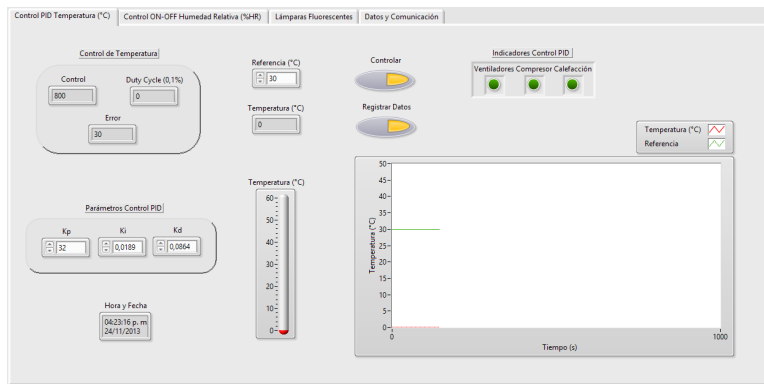 Control PID Temperatura (°C)
Control ON-OFF Humedad Relativa (%HR)
Lámparas Fluorescentes
Datos y Comunicación
Control de Temperatura
Control
Duty Cycle (0,1%)
800
0
Error
30
Referencia (°C)
30
Temperatura (°C)
0
Controlar
Registrar Datos
Indicadores Control PID
Ventiladores Compresor Calefacción
Temperatura (°C)
Referencia
Parámetros Control PID
Kp
Ki
Kd
32
0,0189
0,0864
Hora y Fecha
04:23:16 p. m
24/11/2013
Temperatura (°C)
60
50
40
30
20
10
0
50
45
40
35
30
25
20
15
10
5
0
Temperatura (°C)
0
1000
Tiempo (s)